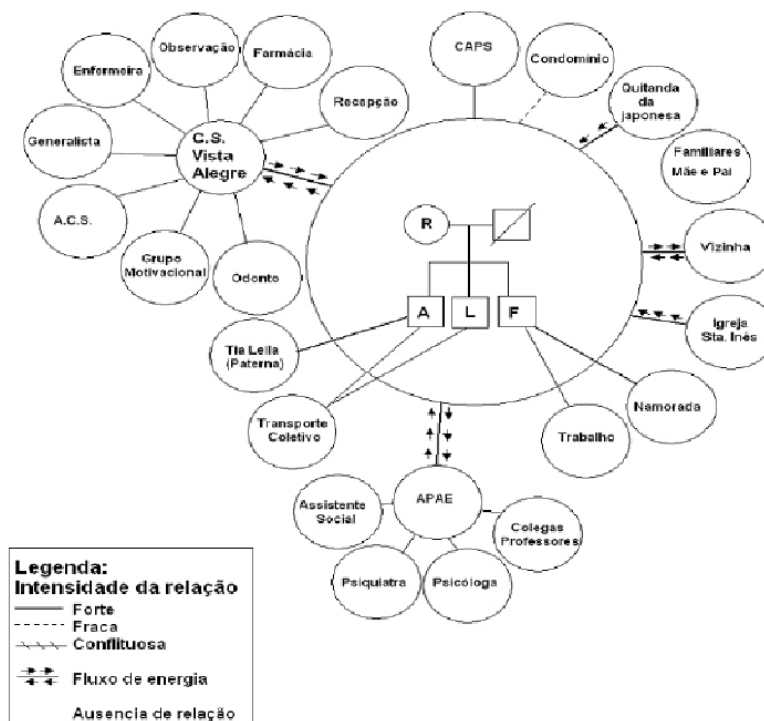 Observação
Farmácia
Enfermeira
Recepção
Generalista
C.S.
Vista
Alegre
A.C.S.
Grupo
Motivacional
Odonto
CAPS
Condomínio
Quitanda
da
japonesa
Familiares
Mãe e Pai
Vizinha
Igreja
Sta. Inês
R
A
L
F
Tia Leila
(Paterna)
Transporte
Coletivo
Trabalho
Namorada
APAE
Assistente
Social
Psiquiatra
Psicóloga
Colegas
Professores
Legenda:
Intensidade da relação
Forte
Fraca
Conflituosa
Fluxo de energia
Ausencia de relação